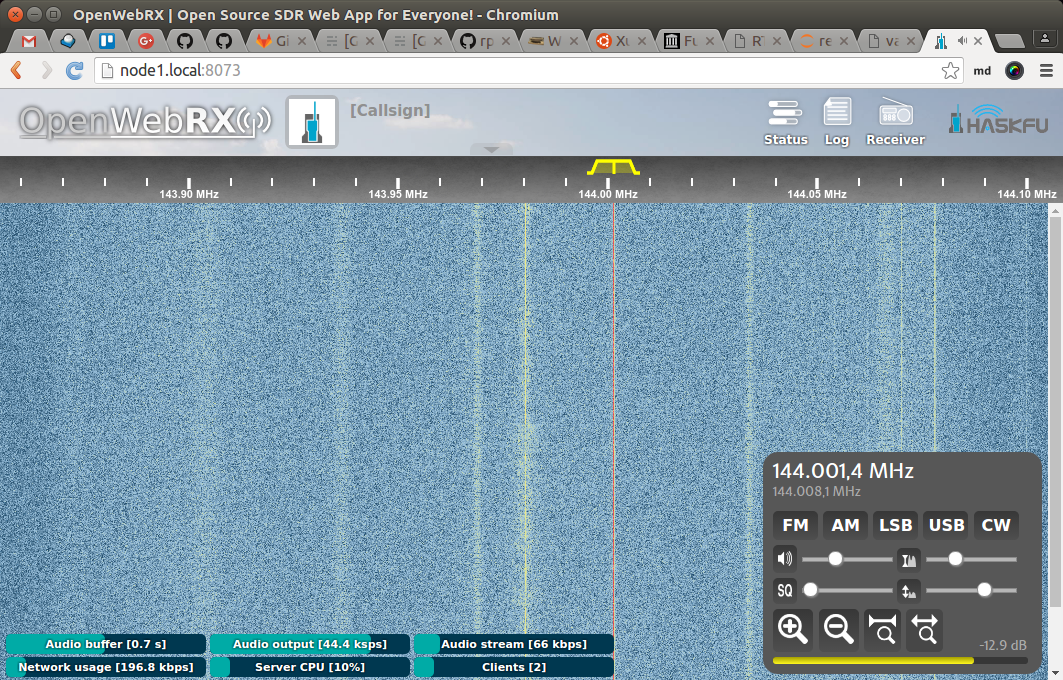 OpenWebRX | Open Source SDR Web App for Everyone! - Chromium
Gi [C [C rp W Xu Fu RT re va
node1.local:8073 md
OpenWebRX
[Callsign]
Status Log Receiver
HASKFU
143.90 MHz 143.95 MHz 144.00 MHz 144.05 MHz 144.10 MHz
144.001,4 MHz
144.008,1 MHz
FM AM LSB USB CW
SQ
-12.9 dB
Audio buffer [0.7 s] Audio output [44.4 ksps] Audio stream [66 kbps]
Network usage [196.8 kbps] Server CPU [10%] Clients [2]